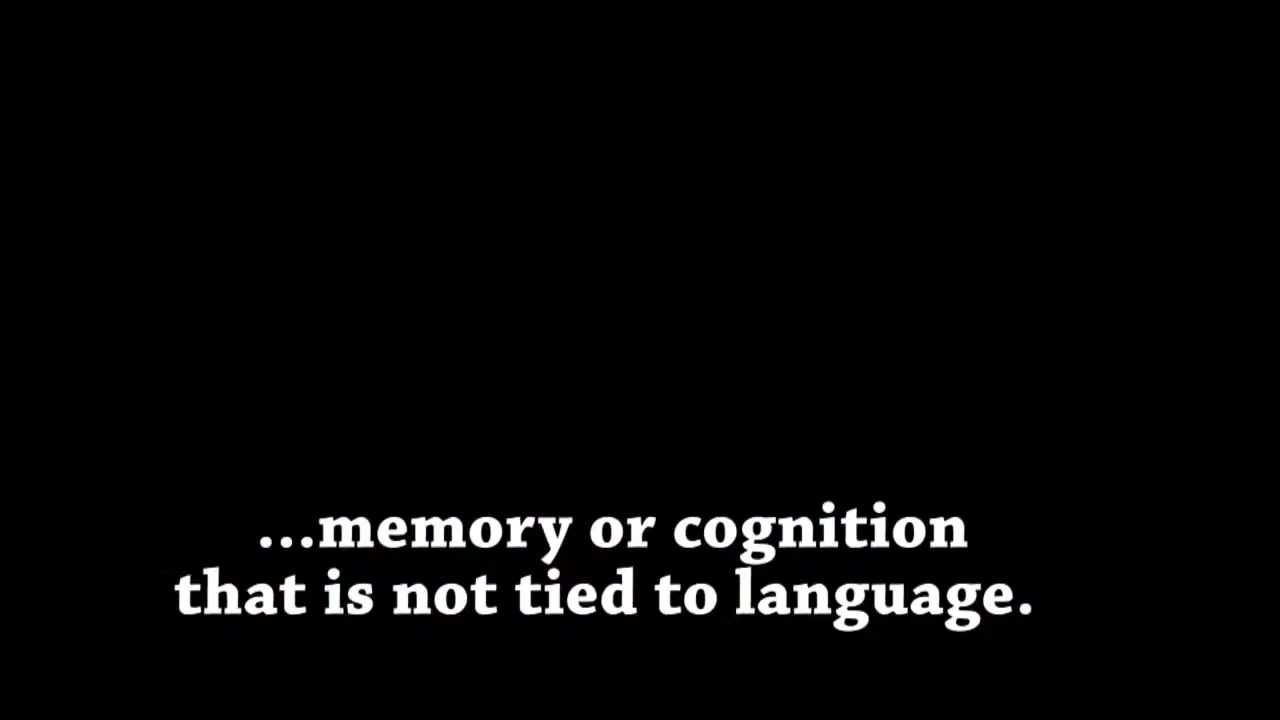 ...memory or cognition
that is not tied to language.